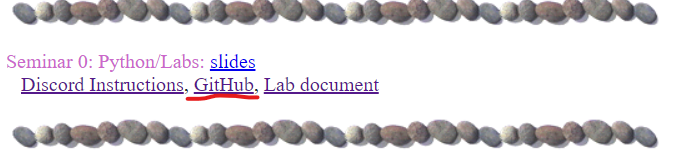 Seminar 0: Python/Labs: slides
Discord Instructions, GitHub, Lab document